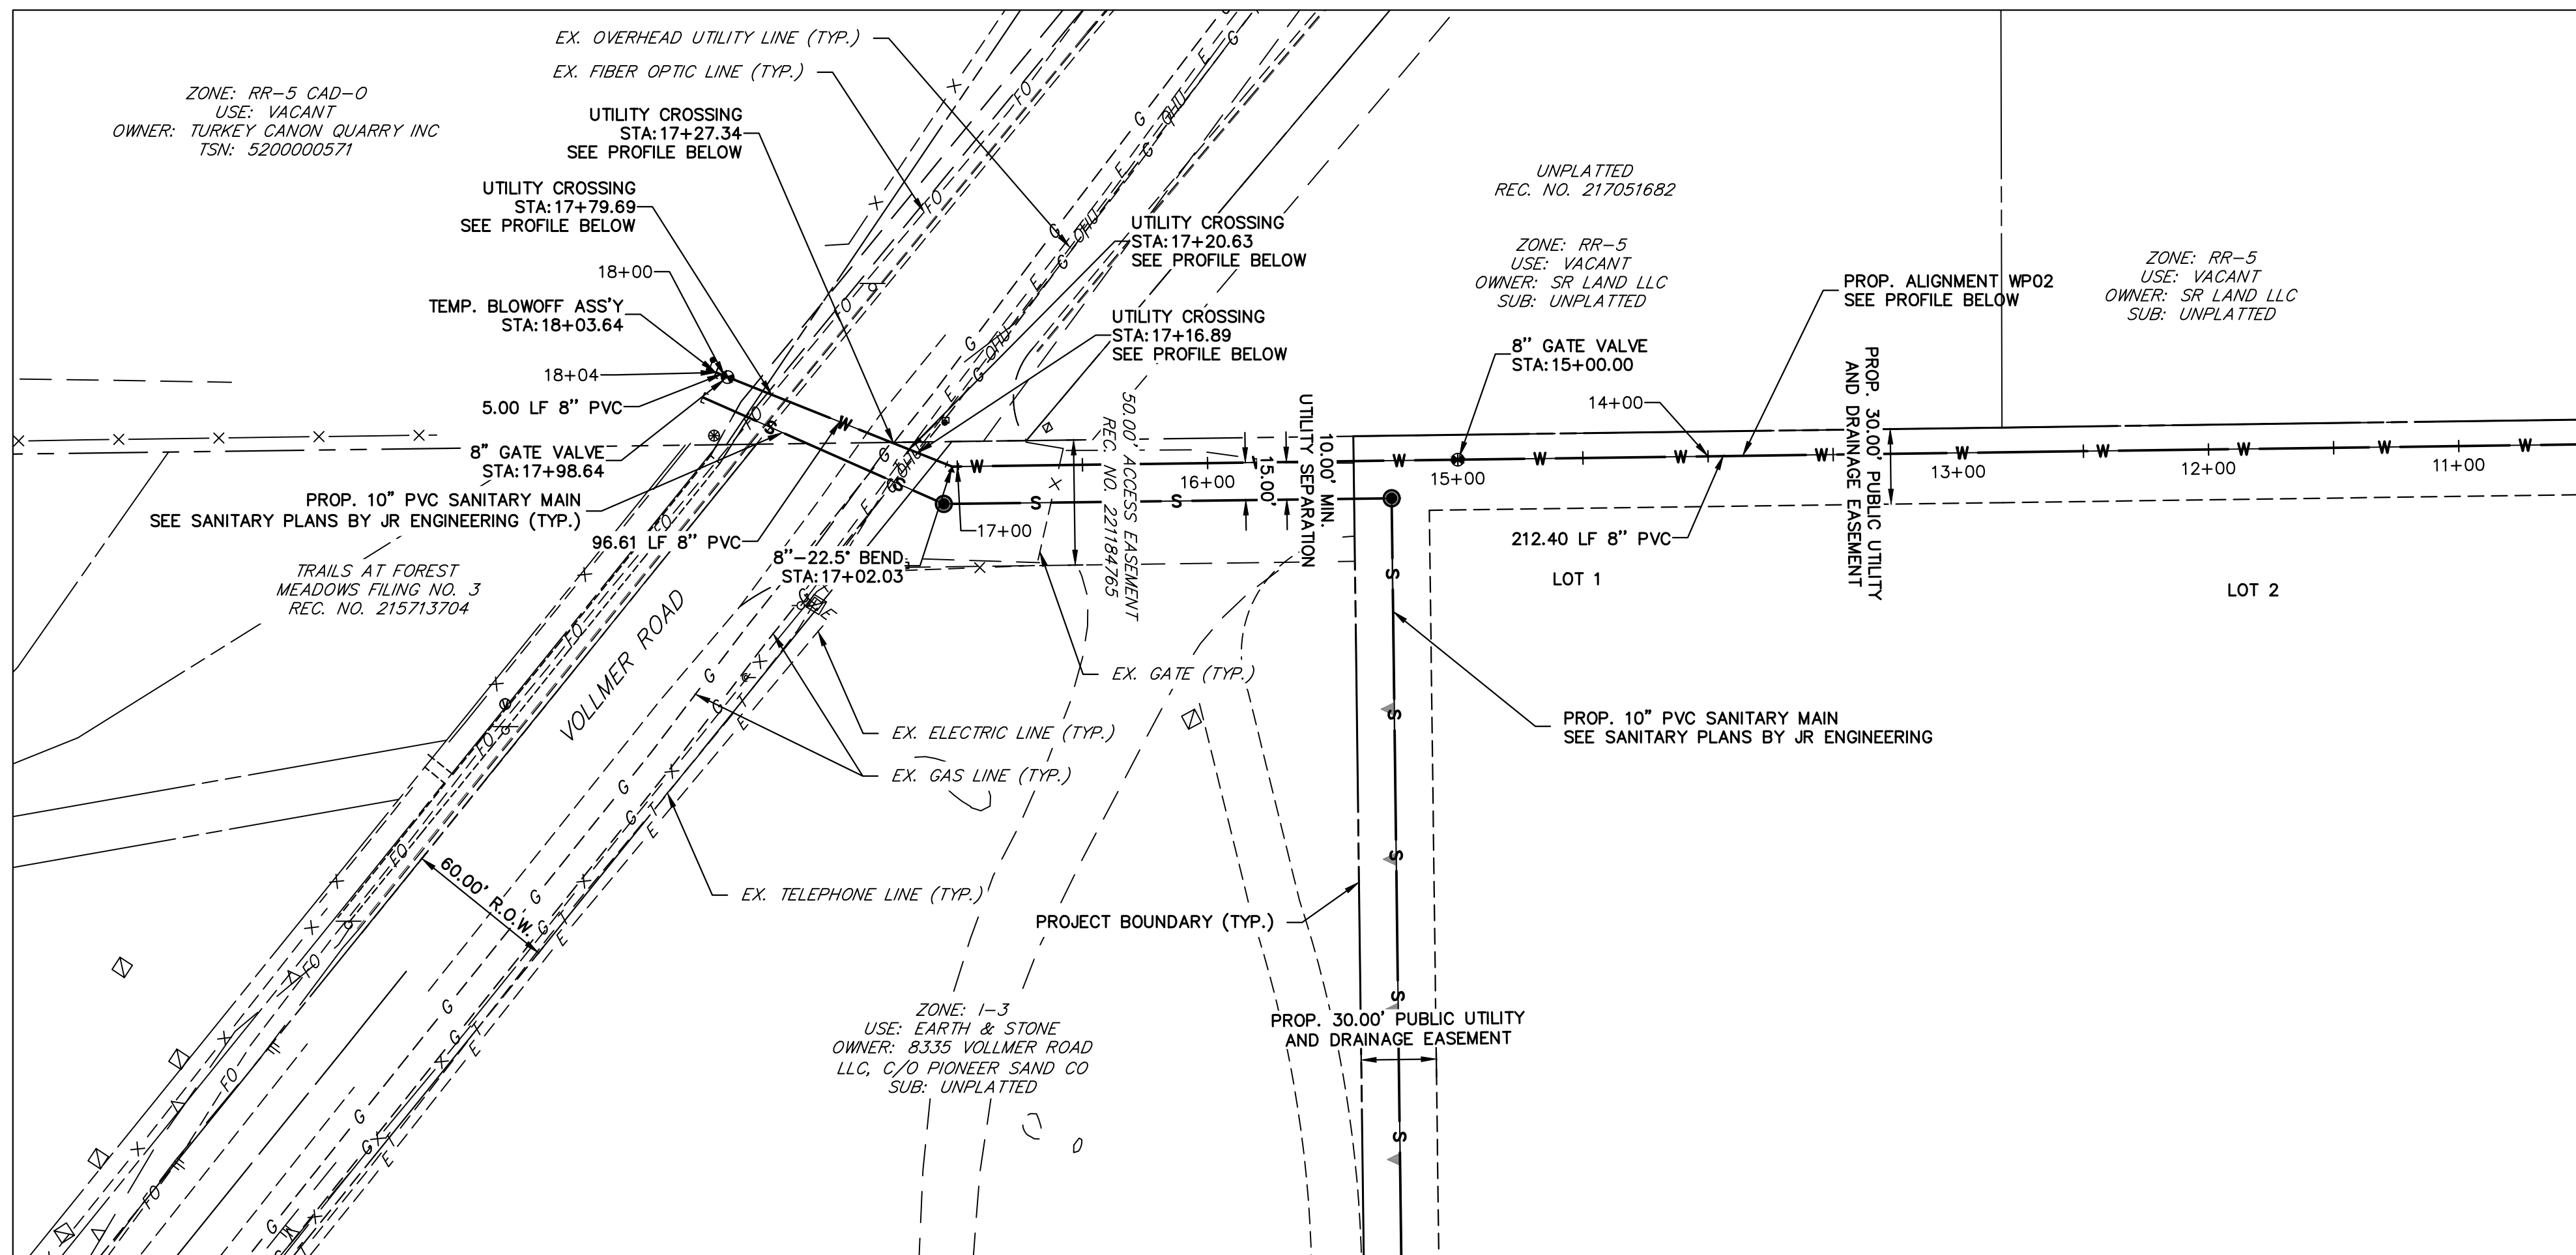 EX. OVERHEAD UTILITY LINE (TYP.)
EX. FIBER OPTIC LINE (TYP.)
ZONE: RR-5 CAD-O
USE: VACANT
OWNER: TURKEY CANON QUARRY INC
TSN: 5200000571
UTILITY CROSSING
STA:17+27.34
SEE PROFILE BELOW
UTILITY CROSSING
STA:17+79.69
SEE PROFILE BELOW
18+00
TEMP. BLOWOFF ASS'Y
STA:18+03.64
18+04
5.00 LF 8" PVC
8" GATE VALVE
STA:17+98.64
PROP. 10" PVC SANITARY MAIN
SEE SANITARY PLANS BY JR ENGINEERING (TYP.)
96.61 LF 8" PVC
8"-22.5° BEND
STA:17+02.03
TRAILS AT FOREST
MEADOWS FILING NO. 3
REC. NO. 215713704
VOLLMER ROAD
60.00' R.O.W.
UTILITY CROSSING
STA:17+20.63
SEE PROFILE BELOW
UTILITY CROSSING
STA:17+16.89
SEE PROFILE BELOW
50.00' ACCESS EASEMENT
REC. NO. 221184765
17+00
16+00
15.00'
10.00' MIN.
UTILITY SEPARATION
UNPLATTED
REC. NO. 217051682
ZONE: RR-5
USE: VACANT
OWNER: SR LAND LLC
SUB: UNPLATTED
8" GATE VALVE
STA:15+00.00
15+00
14+00
PROP. ALIGNMENT WP02
SEE PROFILE BELOW
ZONE: RR-5
USE: VACANT
OWNER: SR LAND LLC
SUB: UNPLATTED
PROP. 30.00' PUBLIC UTILITY
AND DRAINAGE EASEMENT
13+00
12+00
11+00
212.40 LF 8" PVC
LOT 1
LOT 2
EX. GATE (TYP.)
EX. ELECTRIC LINE (TYP.)
EX. GAS LINE (TYP.)
EX. TELEPHONE LINE (TYP.)
PROP. 10" PVC SANITARY MAIN
SEE SANITARY PLANS BY JR ENGINEERING
PROJECT BOUNDARY (TYP.)
PROP. 30.00' PUBLIC UTILITY
AND DRAINAGE EASEMENT
ZONE: I-3
USE: EARTH & STONE
OWNER: 8335 VOLLMER ROAD
LLC, C/O PIONEER SAND CO
SUB: UNPLATTED